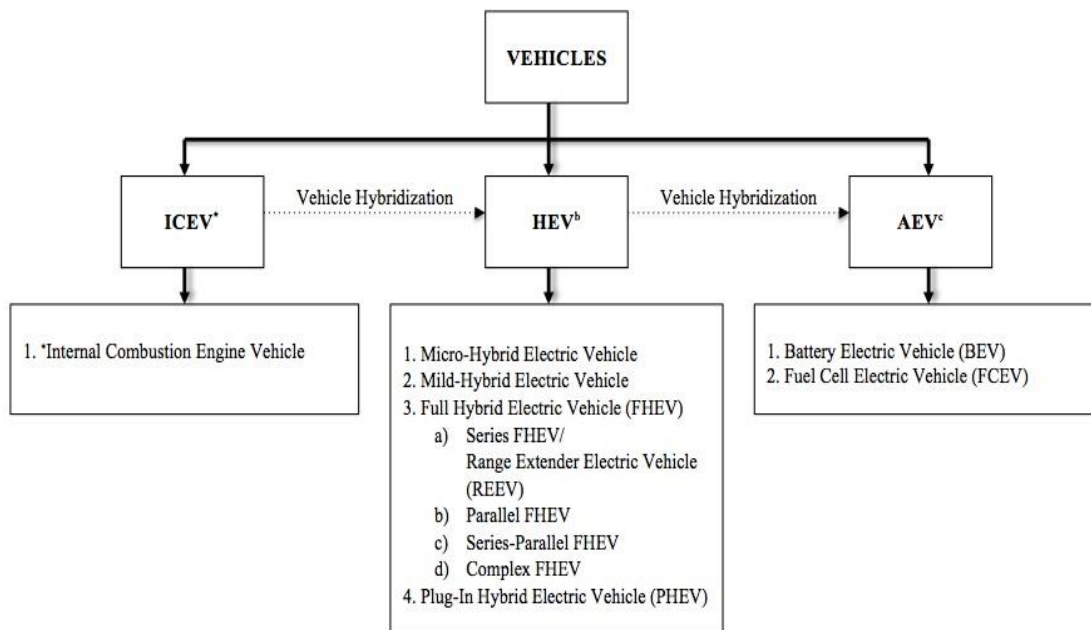 VEHICLES
Vehicle Hybridization
Vehicle Hybridization
ICEV*
HEVᵇ
AEVᶜ
1. *Internal Combustion Engine Vehicle
1. Micro-Hybrid Electric Vehicle
2. Mild-Hybrid Electric Vehicle
3. Full Hybrid Electric Vehicle (FHEV)
a) Series FHEV/
Range Extender Electric Vehicle
(REEV)
b) Parallel FHEV
c) Series-Parallel FHEV
d) Complex FHEV
4. Plug-In Hybrid Electric Vehicle (PHEV)
1. Battery Electric Vehicle (BEV)
2. Fuel Cell Electric Vehicle (FCEV)